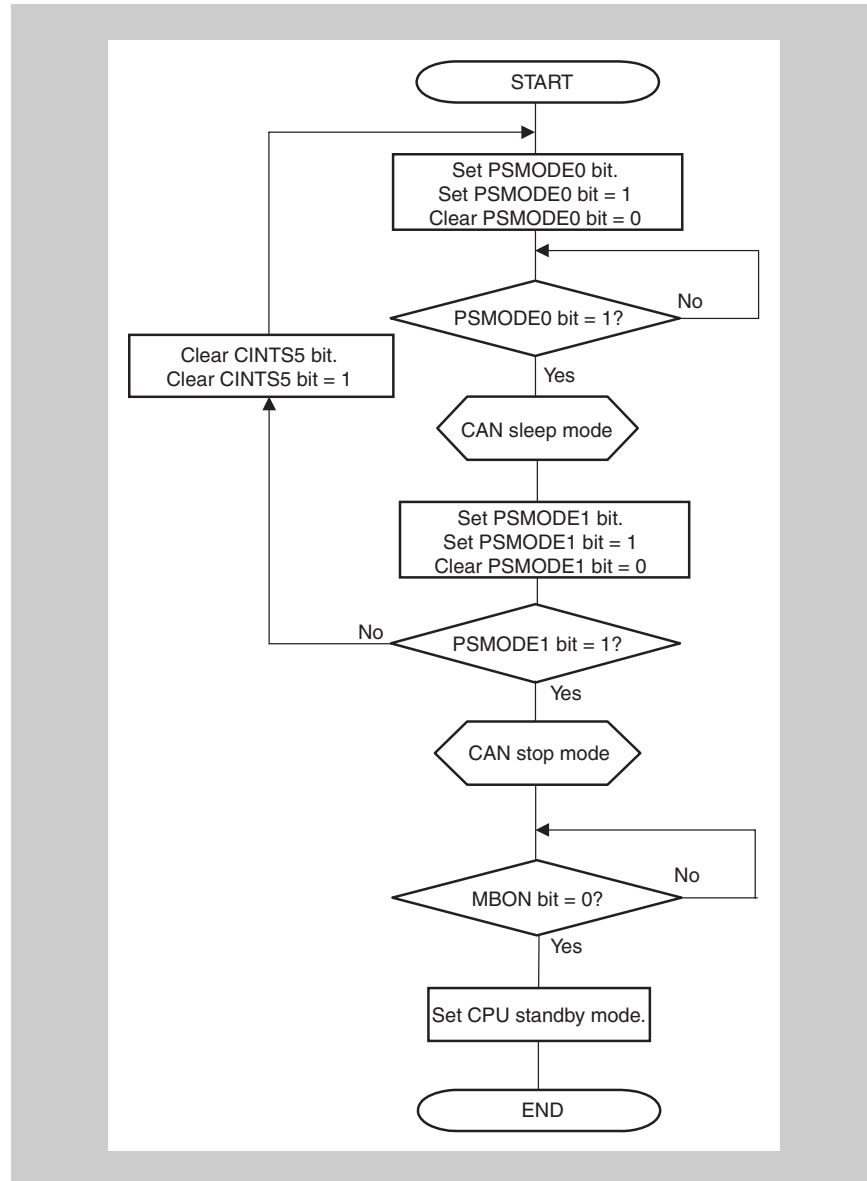 START
Set PSMODE0 bit.
Set PSMODE0 bit = 1
Clear PSMODE0 bit = 0
PSMODE0 bit = 1?
No
Yes
Clear CINTS5 bit.
Clear CINTS5 bit = 1
CAN sleep mode
Set PSMODE1 bit.
Set PSMODE1 bit = 1
Clear PSMODE1 bit = 0
No
PSMODE1 bit = 1?
Yes
CAN stop mode
No
MBON bit = 0?
Yes
Set CPU standby mode.
END